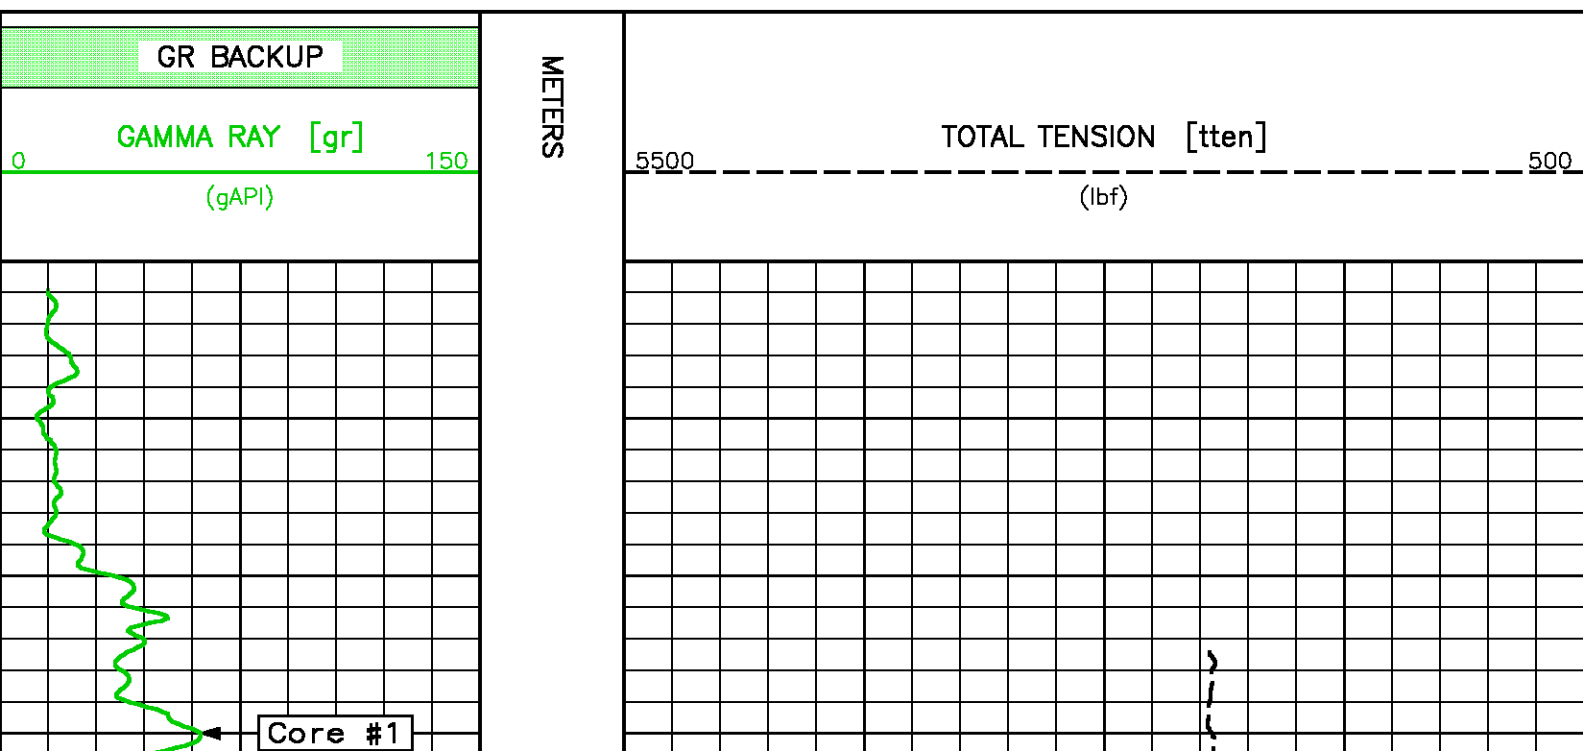 GR BACKUP
METERS
GAMMA RAY [gr]
0 150
(gAPI)
TOTAL TENSION [tten]
5500 500
(lbf)
Core #1